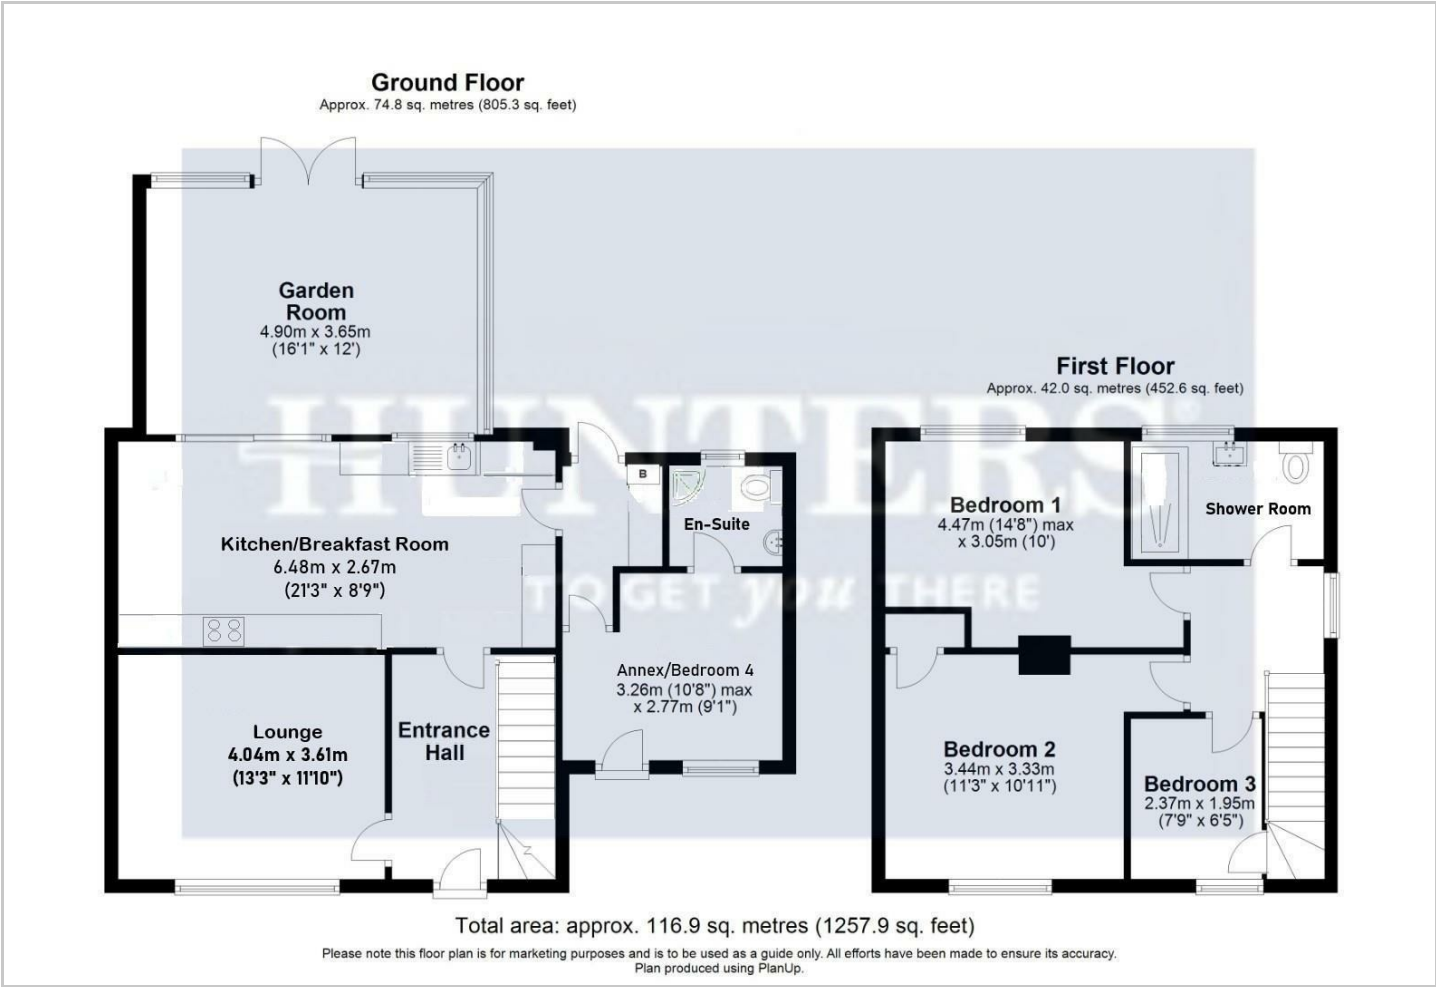 Ground Floor
Approx. 74.8 sq. metres (805.3 sq. feet)
Garden
Room
4.90m x 3.65m
(16'1" x 12')
First Floor
Approx. 42.0 sq. metres (452.6 sq. feet)
HUNTERS
TO GET you THERE
B
En-Suite
Kitchen/Breakfast Room
6.48m x 2.67m
(21'3" x 8'9")
Bedroom 1
4.47m (14'8") max
x 3.05m (10')
Shower Room
Annex/Bedroom 4
3.26m (10'8") max
x 2.77m (9'1")
Lounge
4.04m x 3.61m
(13'3" x 11'10")
Entrance
Hall
Bedroom 2
3.44m x 3.33m
(11'3" x 10'11")
Bedroom 3
2.37m x 1.95m
(7'9" x 6'5")
Total area: approx. 116.9 sq. metres (1257.9 sq. feet)
Please note this floor plan is for marketing purposes and is to be used as a guide only. All efforts have been made to ensure its accuracy.
Plan produced using PlanUp.